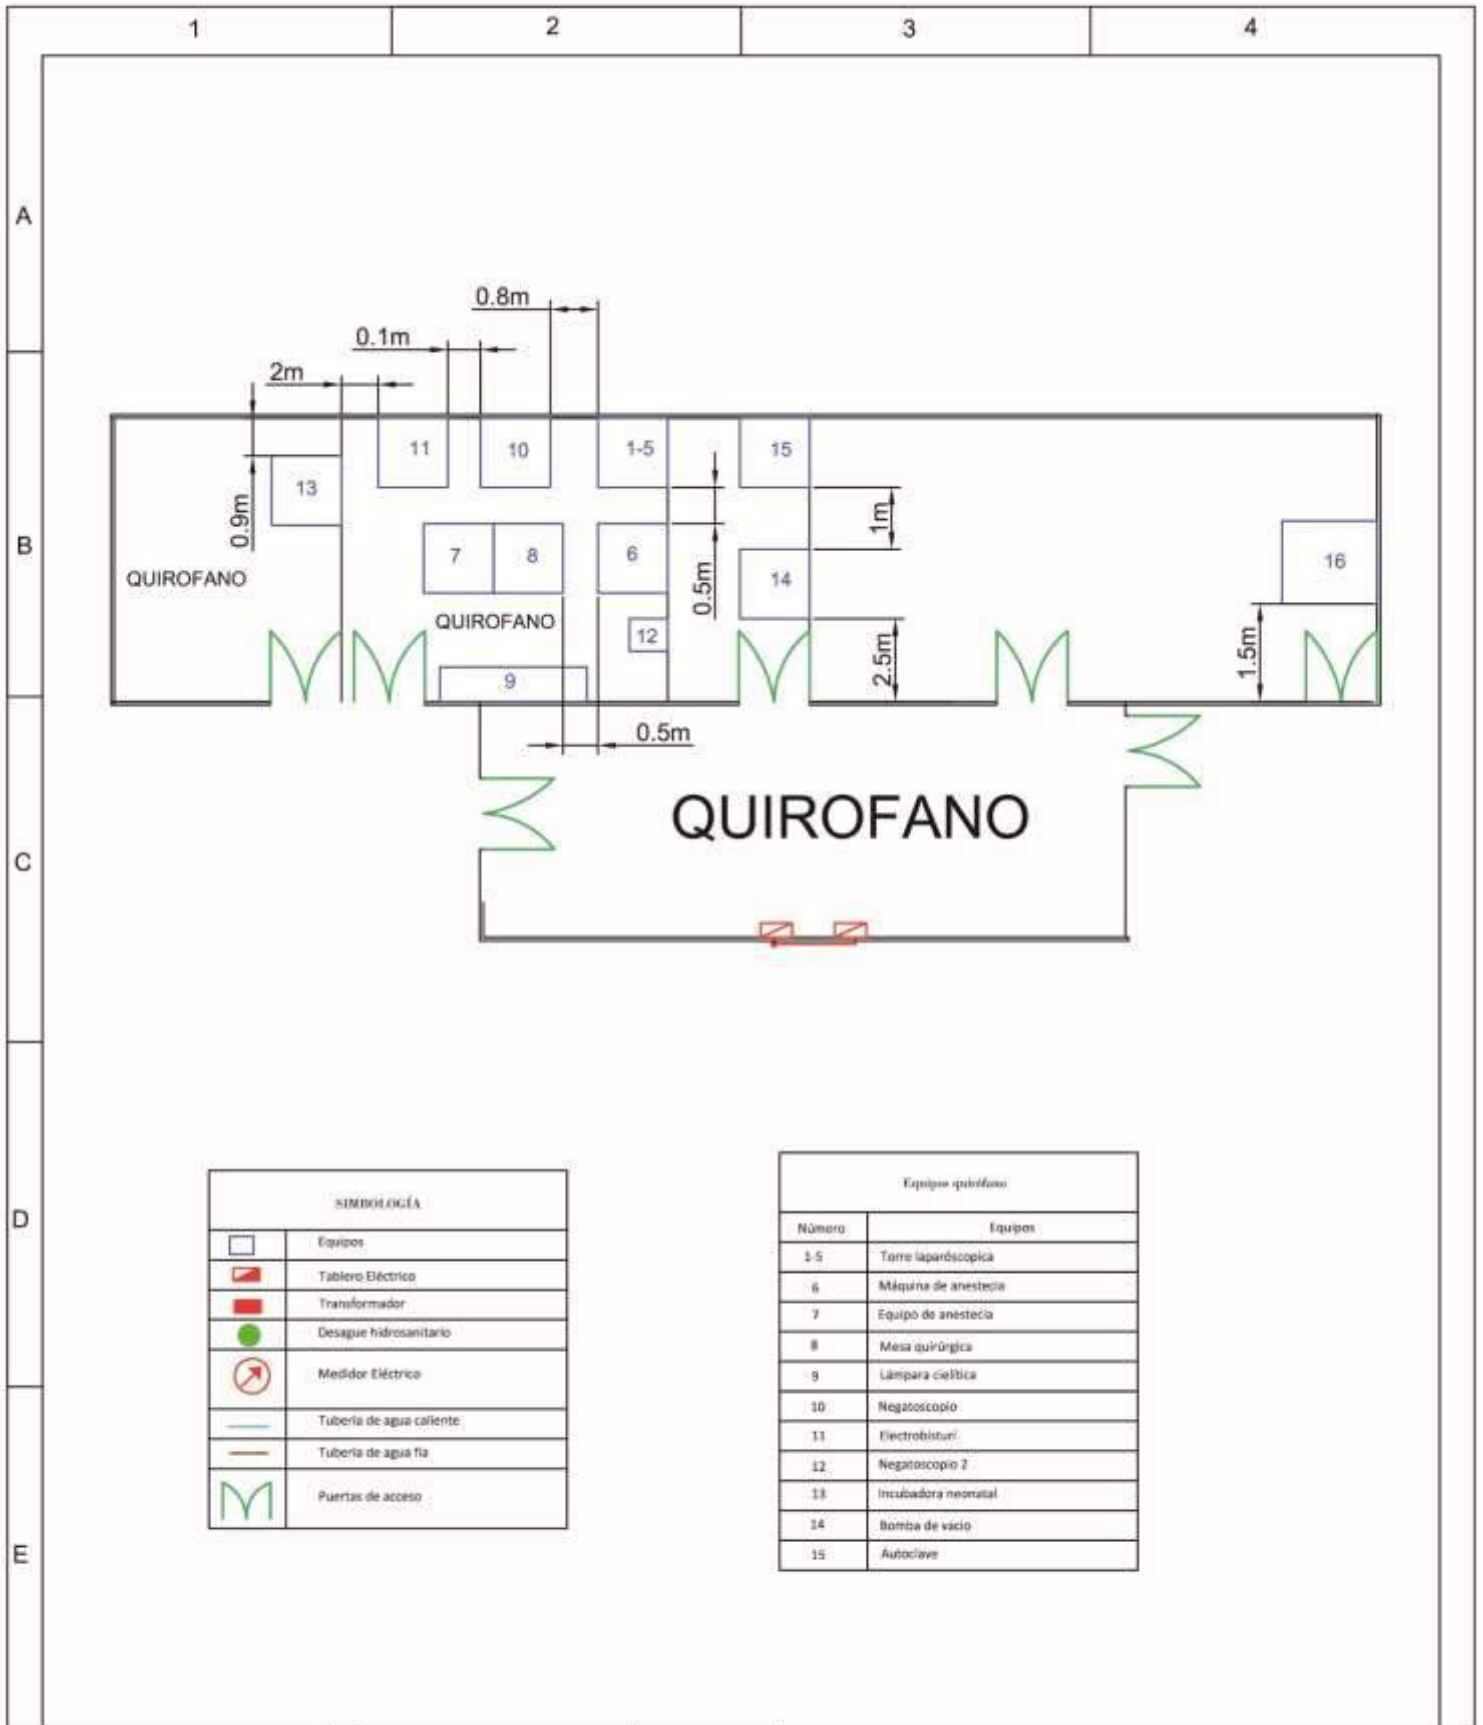 1 2 3 4
A
0.8m
0.1m
2m
11 10 1-5 15
13
0.9m
B
1m
7 8 6
0.5m
14
16
QUIROFANO
QUIROFANO
12
2.5m
1.5m
9
0.5m
QUIROFANO
C
D
E
SIMBOLOGÍA
Equipos
Tablero Eléctrico
Transformador
Desague hidrosanitario
Medidor Eléctrico
Tubería de agua caliente
Tubería de agua fia
Puertas de acceso
Equipos quirófano
Número Equipos
1-5 Torre laparóscopica
6 Máquina de anestecia
7 Equipo de anestecia
8 Mesa quirúrgica
9 Lámpara cielítica
10 Negatoscopio
11 Electrobisturí
12 Negatoscopio 2
13 Incubadora neonatal
14 Bomba de vacio
15 Autoclave